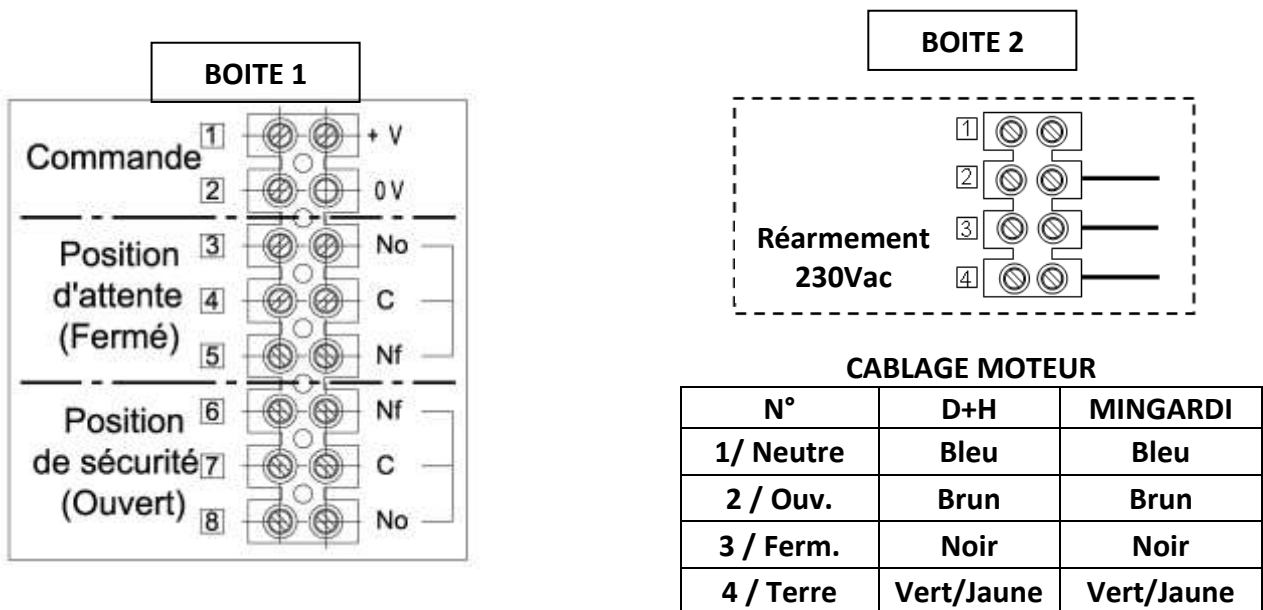 BOITE 1
Commande
1 + V
2 0 V
Position
d'attente
(Fermé)
3 No
4 C
5 Nf
Position
de sécurité
(Ouvert)
6 Nf
7 C
8 No
BOITE 2
1
2
3
4
Réarmement
230Vac
CABLAGE MOTEUR
N° D+H MINGARDI
1/ Neutre Bleu Bleu
2 / Ouv. Brun Brun
3 / Ferm. Noir Noir
4 / Terre Vert/Jaune Vert/Jaune